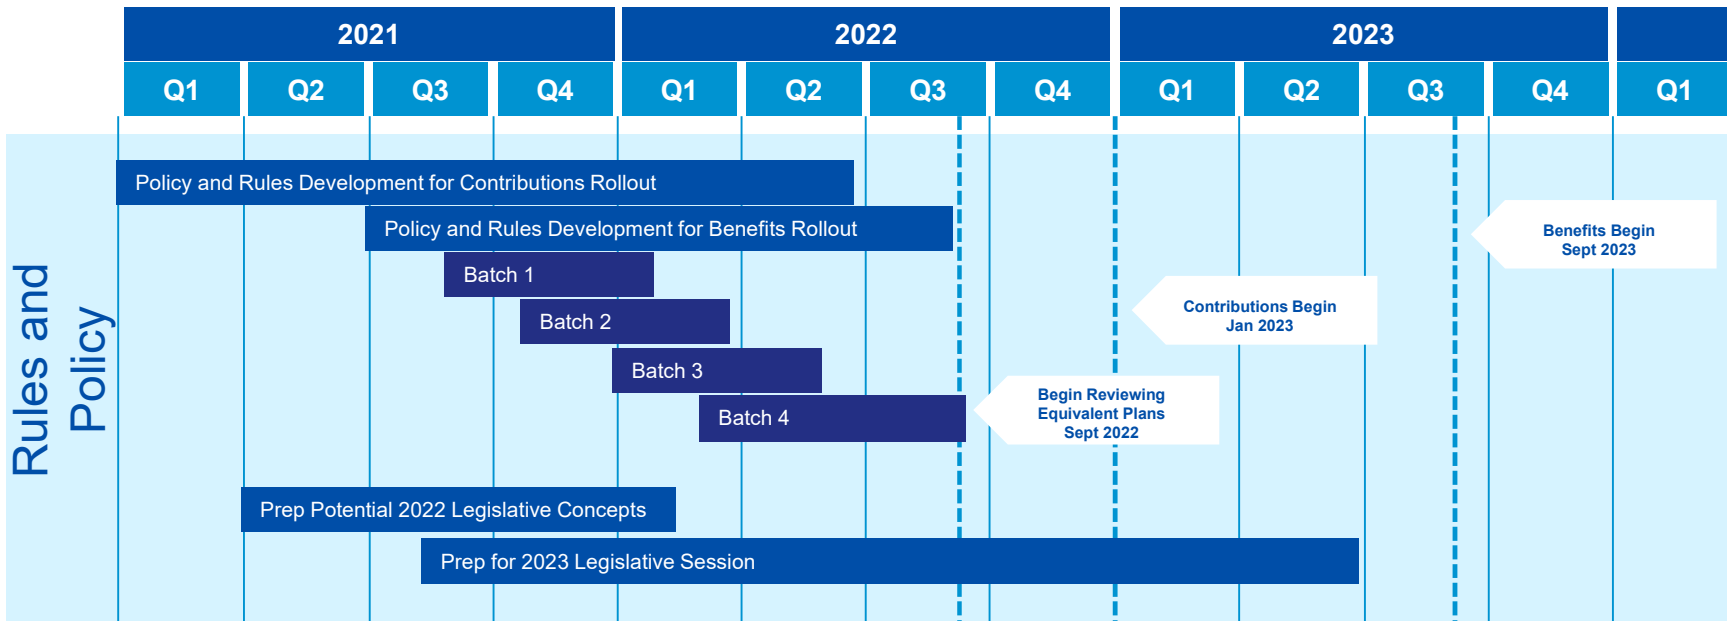 2021
2022
2023
Q1
Q2
Q3
Q4
Q1
Q2
Q3
Q4
Q1
Q2
Q3
Q4
Q1
Rules and
Policy
Policy and Rules Development for Contributions Rollout
Policy and Rules Development for Benefits Rollout
Benefits Begin
Sept 2023
Batch 1
Contributions Begin
Jan 2023
Batch 2
Batch 3
Begin Reviewing
Equivalent Plans
Sept 2022
Batch 4
Prep Potential 2022 Legislative Concepts
Prep for 2023 Legislative Session